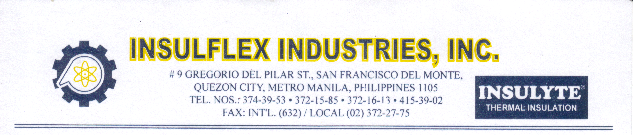 INSULFLEX INDUSTRIES, INC.
# 9 GREGORIO DEL PILAR ST., SAN FRANCISCO DEL MONTE,
QUEZON CITY, METRO MANILA, PHILIPPINES 1105
TEL. NOS.: 374-39-53 • 372-15-85 • 372-16-13 • 415-39-02
FAX: INT'L. (632) / LOCAL (02) 372-27-75
INSULYTE
THERMAL INSULATION